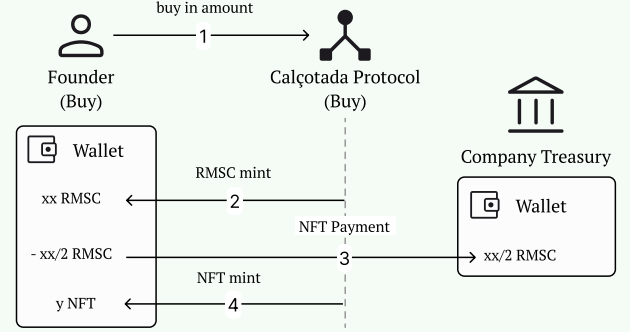 buy in amount
1
Founder
(Buy)
Calçotada Protocol
(Buy)
Company Treasury
Wallet
xx RMSC
RMSC mint
2
Wallet
NFT Payment
- xx/2 RMSC
3
xx/2 RMSC
NFT mint
y NFT
4